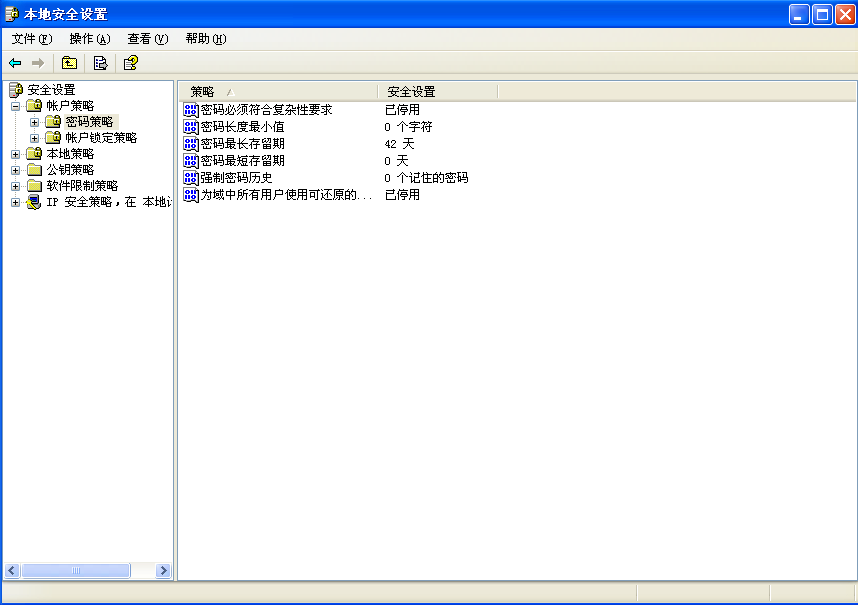 本地安全设置
文件(F) 操作(A) 查看(V) 帮助(H)
安全设置
帐户策略
密码策略
帐户锁定策略
本地策略
公钥策略
软件限制策略
IP 安全策略，在 本地
策略 安全设置
密码必须符合复杂性要求 已停用
密码长度最小值 0 个字符
密码最长存留期 42 天
密码最短存留期 0 天
强制密码历史 0 个记住的密码
为域中所有用户使用可还原的... 已停用